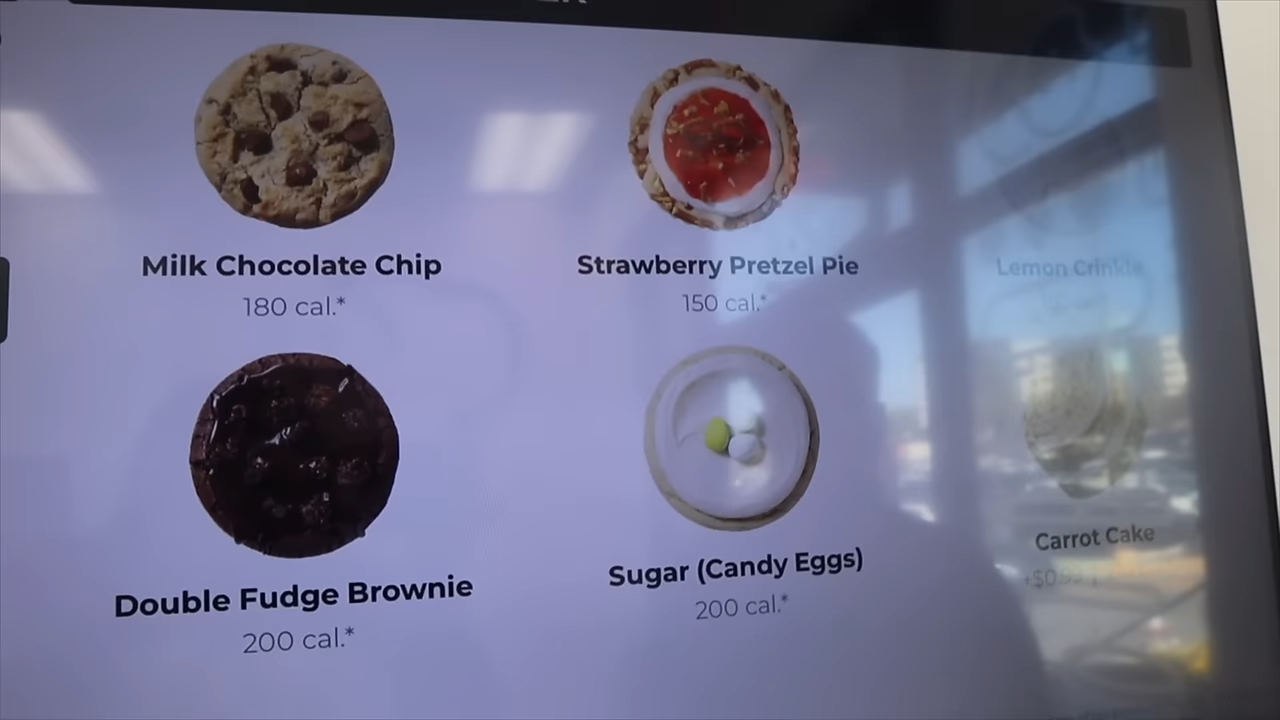 Milk Chocolate Chip
180 cal.*
Strawberry Pretzel Pie
150 cal.*
Lemon Crinkle
Double Fudge Brownie
200 cal.*
Sugar (Candy Eggs)
200 cal.*
Carrot Cake